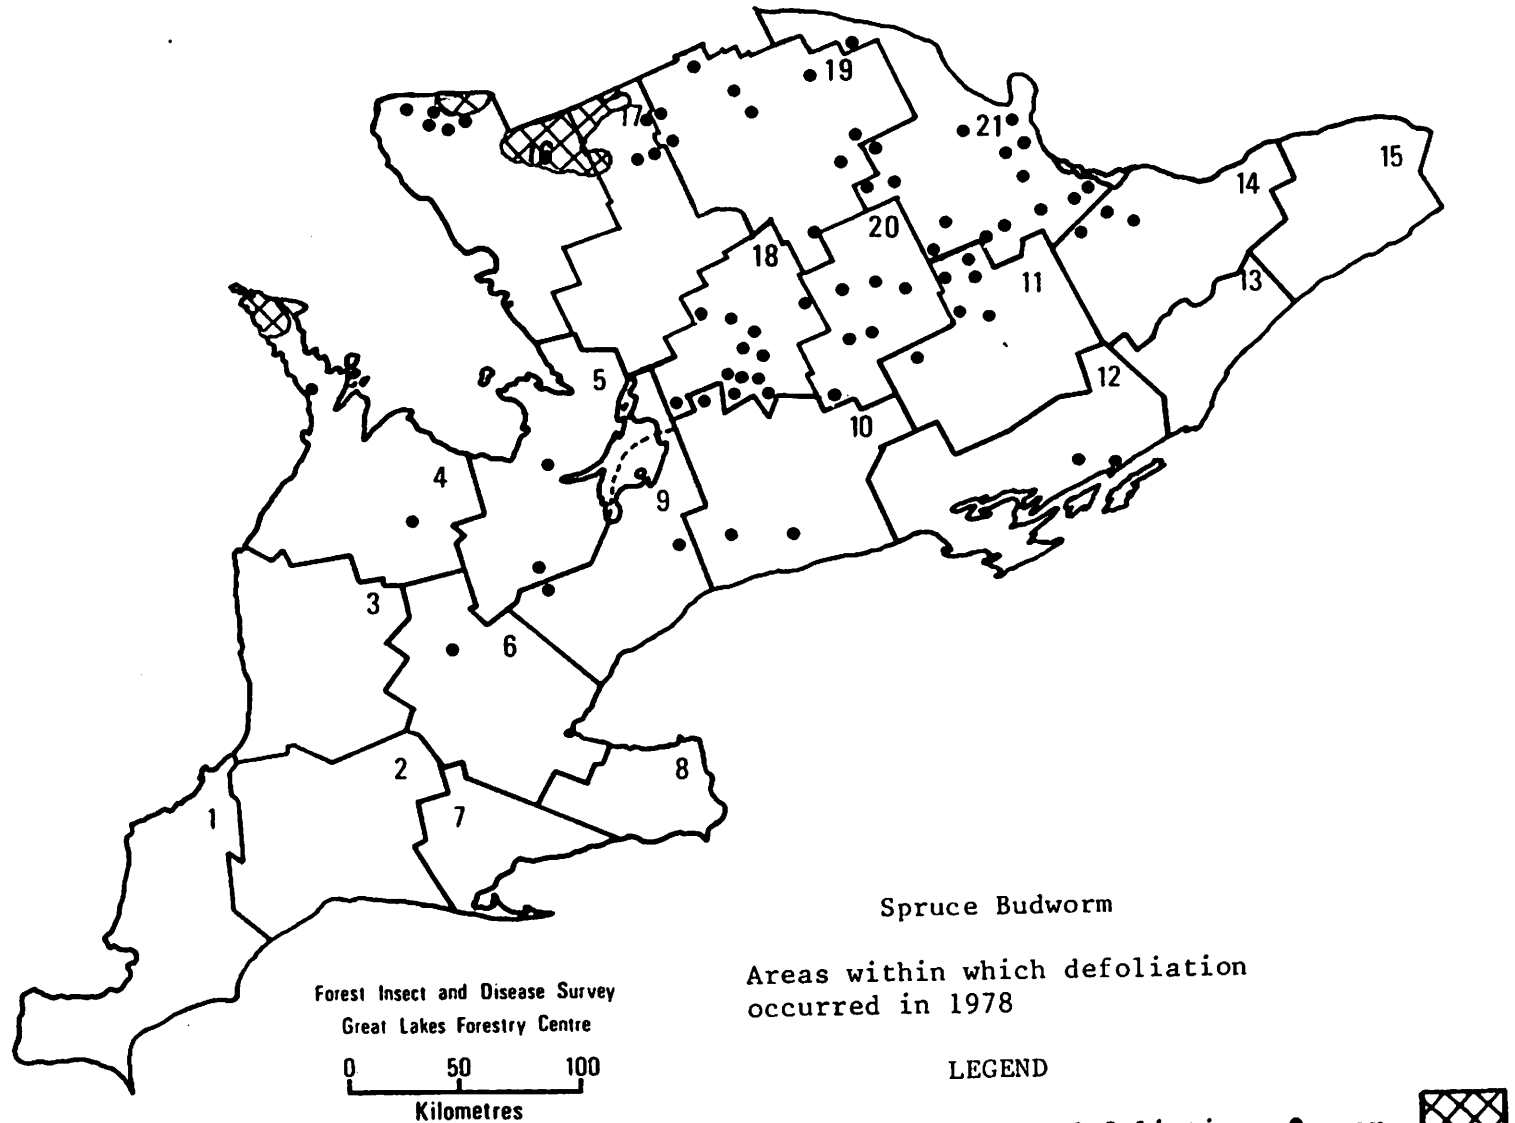 19
17
21
16
15
14
20
18
11
13
5
12
10
4
9
3
6
2
8
1
7
Spruce Budworm
Areas within which defoliation
occurred in 1978
Forest Insect and Disease Survey
Great Lakes Forestry Centre
0 50 100
Kilometres
LEGEND